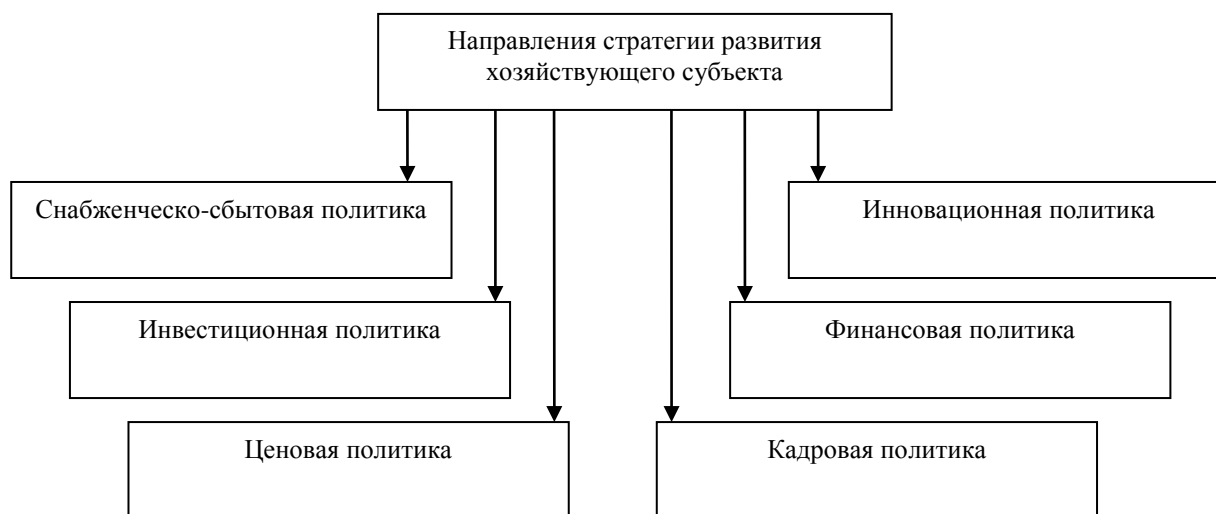 Направления стратегии развития
хозяйствующего субъекта
Снабженческо-сбытовая политика
Инновационная политика
Инвестиционная политика
Финансовая политика
Ценовая политика
Кадровая политика